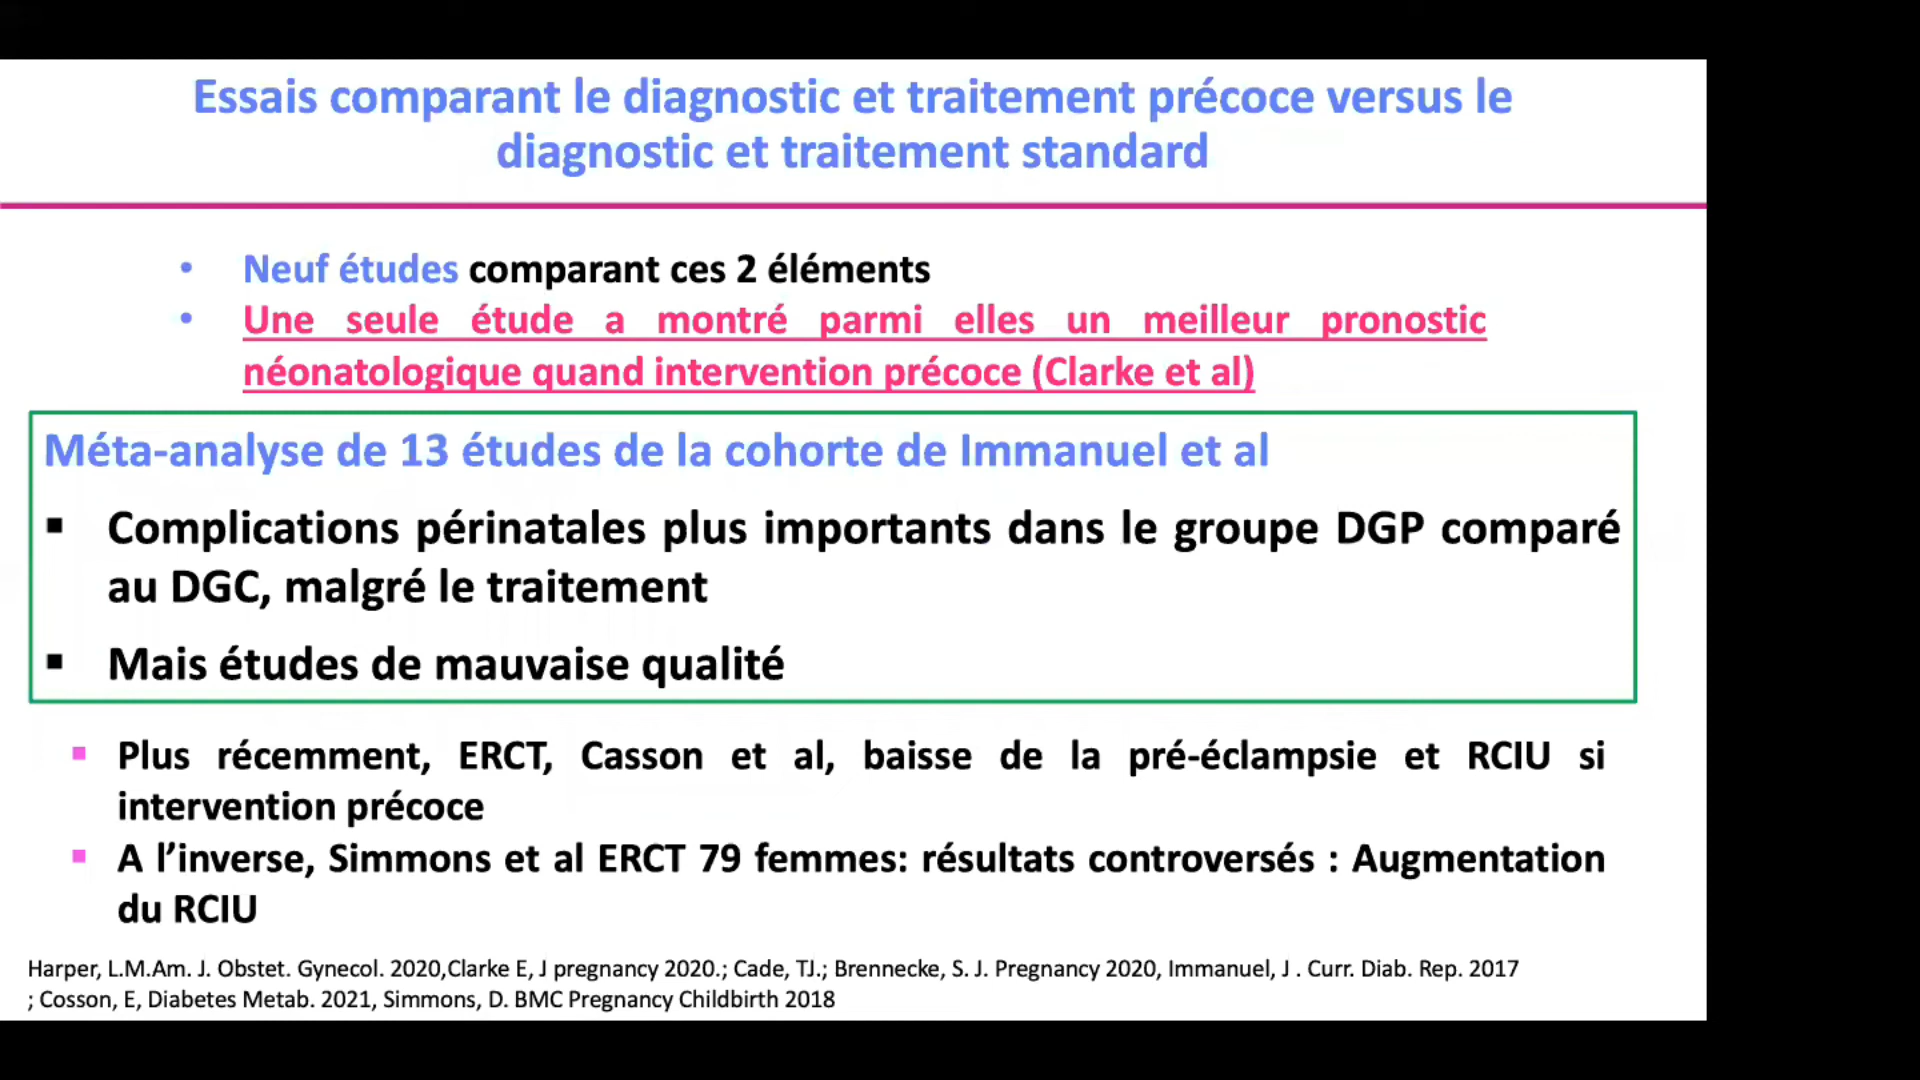 Essais comparant le diagnostic et traitement précoce versus le
diagnostic et traitement standard
• Neuf études comparant ces 2 éléments
• Une seule étude a montré parmi elles un meilleur pronostic
néonatologique quand intervention précoce (Clarke et al)
Méta-analyse de 13 études de la cohorte de Immanuel et al
▪ Complications périnatales plus importants dans le groupe DGP comparé
au DGC, malgré le traitement
▪ Mais études de mauvaise qualité
▪ Plus récemment, ERCT, Casson et al, baisse de la pré-éclampsie et RCIU si
intervention précoce
▪ A l’inverse, Simmons et al ERCT 79 femmes: résultats controversés : Augmentation
du RCIU
Harper, L.M.Am. J. Obstet. Gynecol. 2020,Clarke E, J pregnancy 2020.; Cade, TJ.; Brennecke, S. J. Pregnancy 2020, Immanuel, J . Curr. Diab. Rep. 2017
; Cosson, E, Diabetes Metab. 2021, Simmons, D. BMC Pregnancy Childbirth 2018